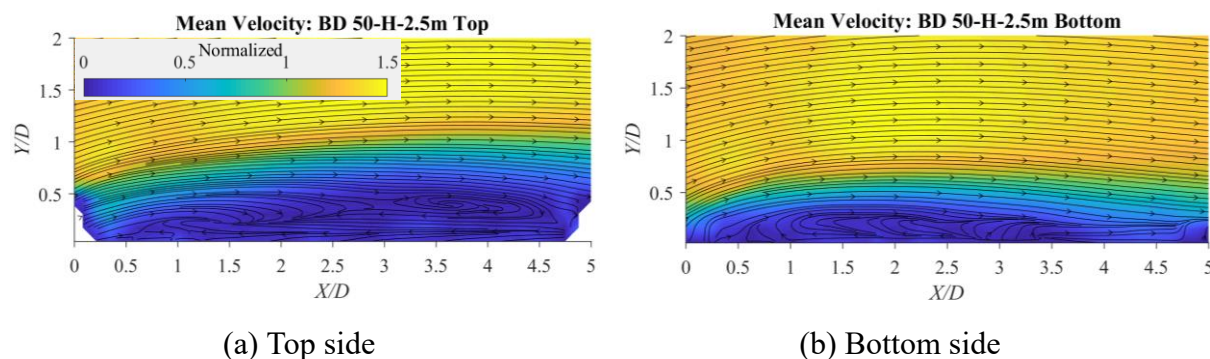 Mean Velocity: BD 50-H-2.5m Top
Normalized
0 0.5 1 1.5
2
1.5
1
0.5
Y/D
0 0.5 1 1.5 2 2.5 3 3.5 4 4.5 5
X/D
(a) Top side
Mean Velocity: BD 50-H-2.5m Bottom
2
1.5
1
0.5
Y/D
0 0.5 1 1.5 2 2.5 3 3.5 4 4.5 5
X/D
(b) Bottom side